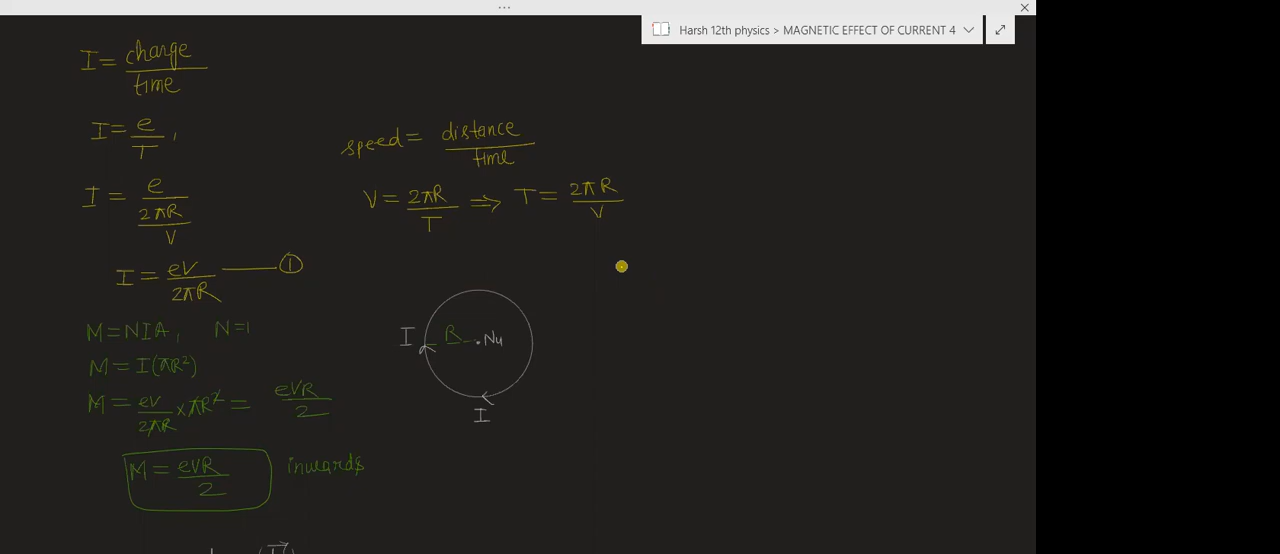 Harsh 12th physics > MAGNETIC EFFECT OF CURRENT 4
I = charge / time
I = e / T ,
speed = distance / time
I = e / (2πR / V)
V = 2πR / T ⇒ T = 2πR / V
I = eV / 2πR —— ①
M = NIA, N = 1
M = I(πR²)
M = eV / 2πR × πR² = eVR / 2
M = eVR / 2 inwards
I R Nu
I